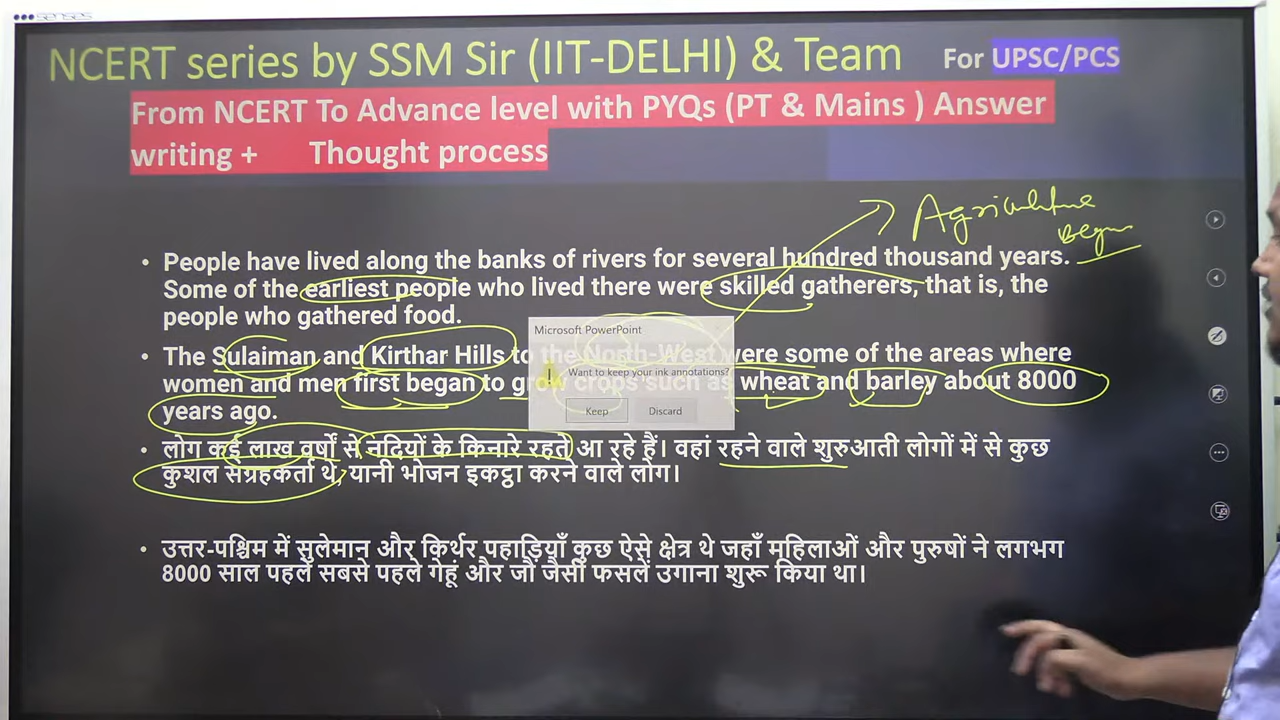 NCERT series by SSM Sir (IIT-DELHI) & Team For UPSC/PCS
From NCERT To Advance level with PYQs (PT & Mains ) Answer
writing + Thought process
Agriculture
Began
• People have lived along the banks of rivers for several hundred thousand years.
Some of the earliest people who lived there were skilled gatherers, that is, the
people who gathered food.
Microsoft PowerPoint
• The Sulaiman and Kirthar Hills to the North-West were some of the areas where
Want to keep your ink annotations?
women and men first began to grow crops such as wheat and barley about 8000
Keep Discard
years ago.
• लोग कई लाख वर्षों से नदियों के किनारे रहते आ रहे हैं। वहां रहने वाले शुरुआती लोगों में से कुछ
कुशल संग्रहकर्ता थे, यानी भोजन इकट्ठा करने वाले लोग।
• उत्तर-पश्चिम में सुलेमान और किर्थर पहाड़ियाँ कुछ ऐसे क्षेत्र थे जहाँ महिलाओं और पुरुषों ने लगभग
8000 साल पहले सबसे पहले गेहूं और जौ जैसी फसलें उगाना शुरू किया था।